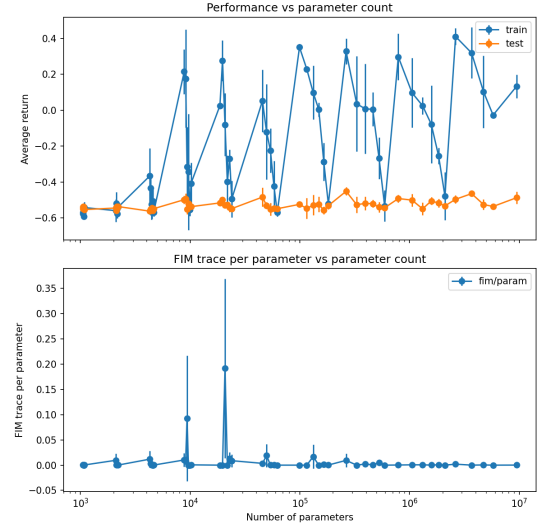 Performance vs parameter count
0.4
0.2
0.0
−0.2
−0.4
−0.6
Average return
train
test
FIM trace per parameter vs parameter count
0.35
0.30
0.25
0.20
0.15
0.10
0.05
0.00
−0.05
FIM trace per parameter
fim/param
10³ 10⁴ 10⁵ 10⁶ 10⁷
Number of parameters